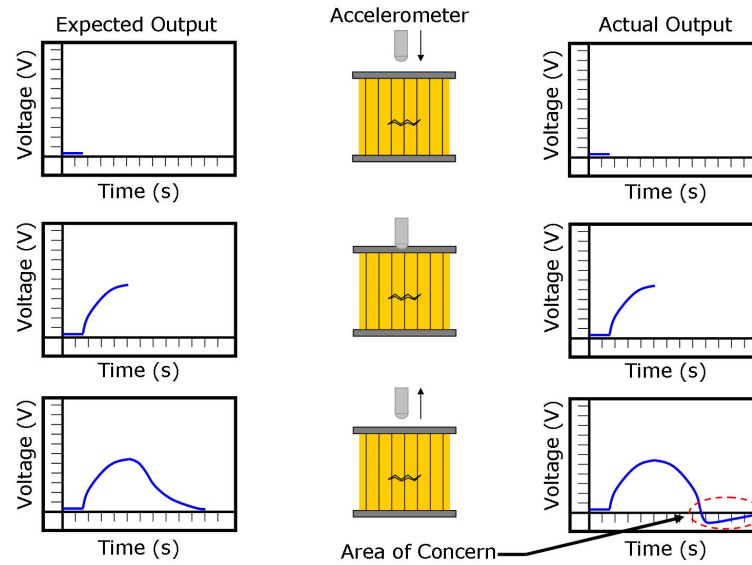 Expected Output
Accelerometer
Actual Output
Voltage (V)
Time (s)
Voltage (V)
Time (s)
Voltage (V)
Time (s)
Voltage (V)
Time (s)
Voltage (V)
Time (s)
Voltage (V)
Time (s)
Area of Concern